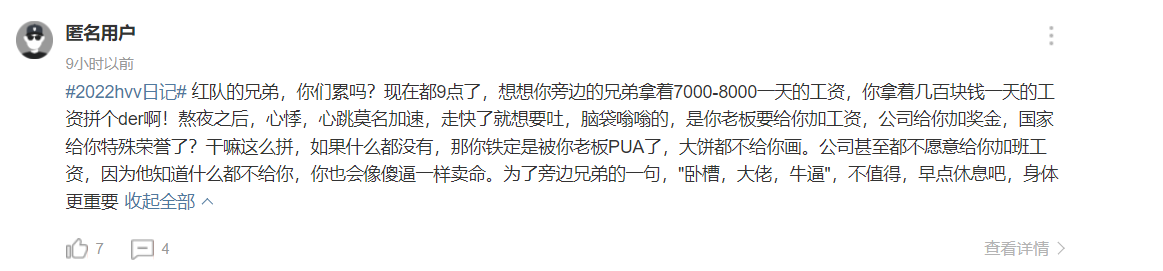 匿名用户
9小时以前
#2022hvv日记# 红队的兄弟，你们累吗？现在都9点了，想想你旁边的兄弟拿着7000-8000一天的工资，你拿着几百块钱一天的工
资拼个der啊！熬夜之后，心悸，心跳莫名加速，走快了就想要吐，脑袋嗡嗡的，是你老板要给你加工资，公司给你加奖金，国家
给你特殊荣誉了？干嘛这么拼，如果什么都没有，那你铁定是被你老板PUA了，大饼都不给你画。公司甚至都不愿意给你加班工
资，因为他知道什么都不给你，你也会像傻逼一样卖命。为了旁边兄弟的一句，"卧槽，大佬，牛逼"，不值得，早点休息吧，身体
更重要 收起全部
7
4
查看详情